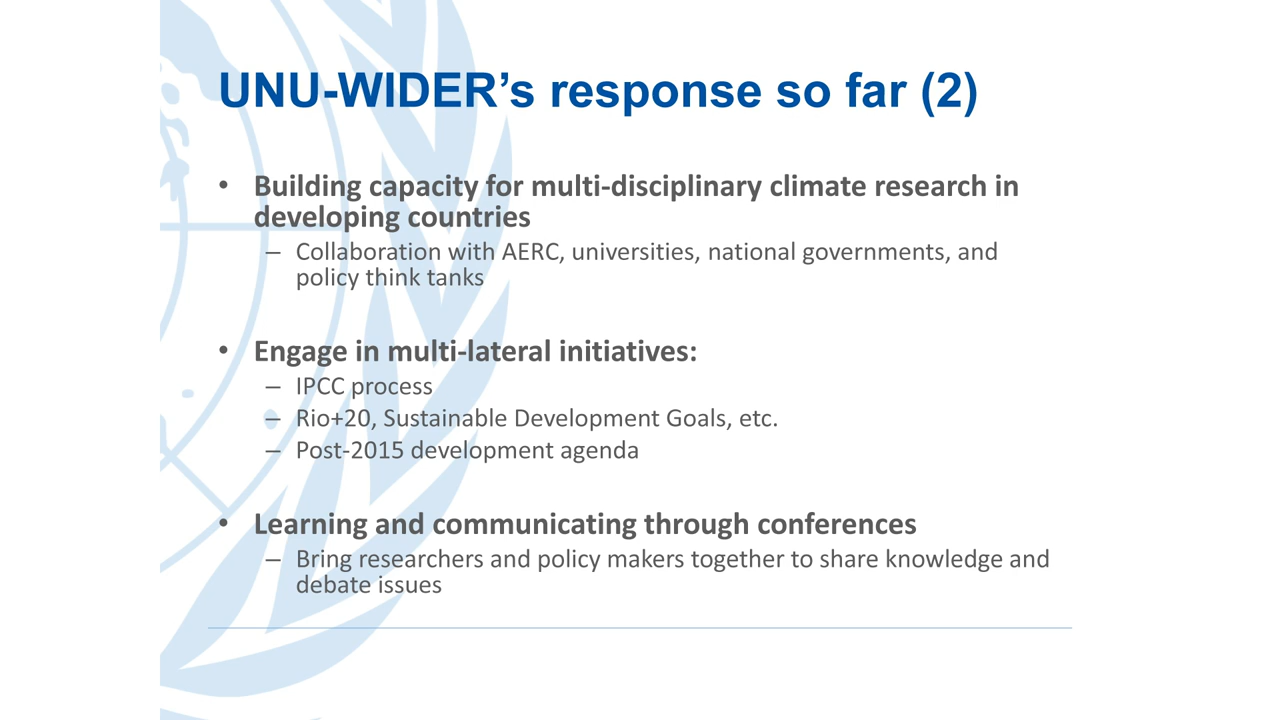 UNU-WIDER’s response so far (2)
• Building capacity for multi-disciplinary climate research in
developing countries
– Collaboration with AERC, universities, national governments, and
policy think tanks
• Engage in multi-lateral initiatives:
– IPCC process
– Rio+20, Sustainable Development Goals, etc.
– Post-2015 development agenda
• Learning and communicating through conferences
– Bring researchers and policy makers together to share knowledge and
debate issues